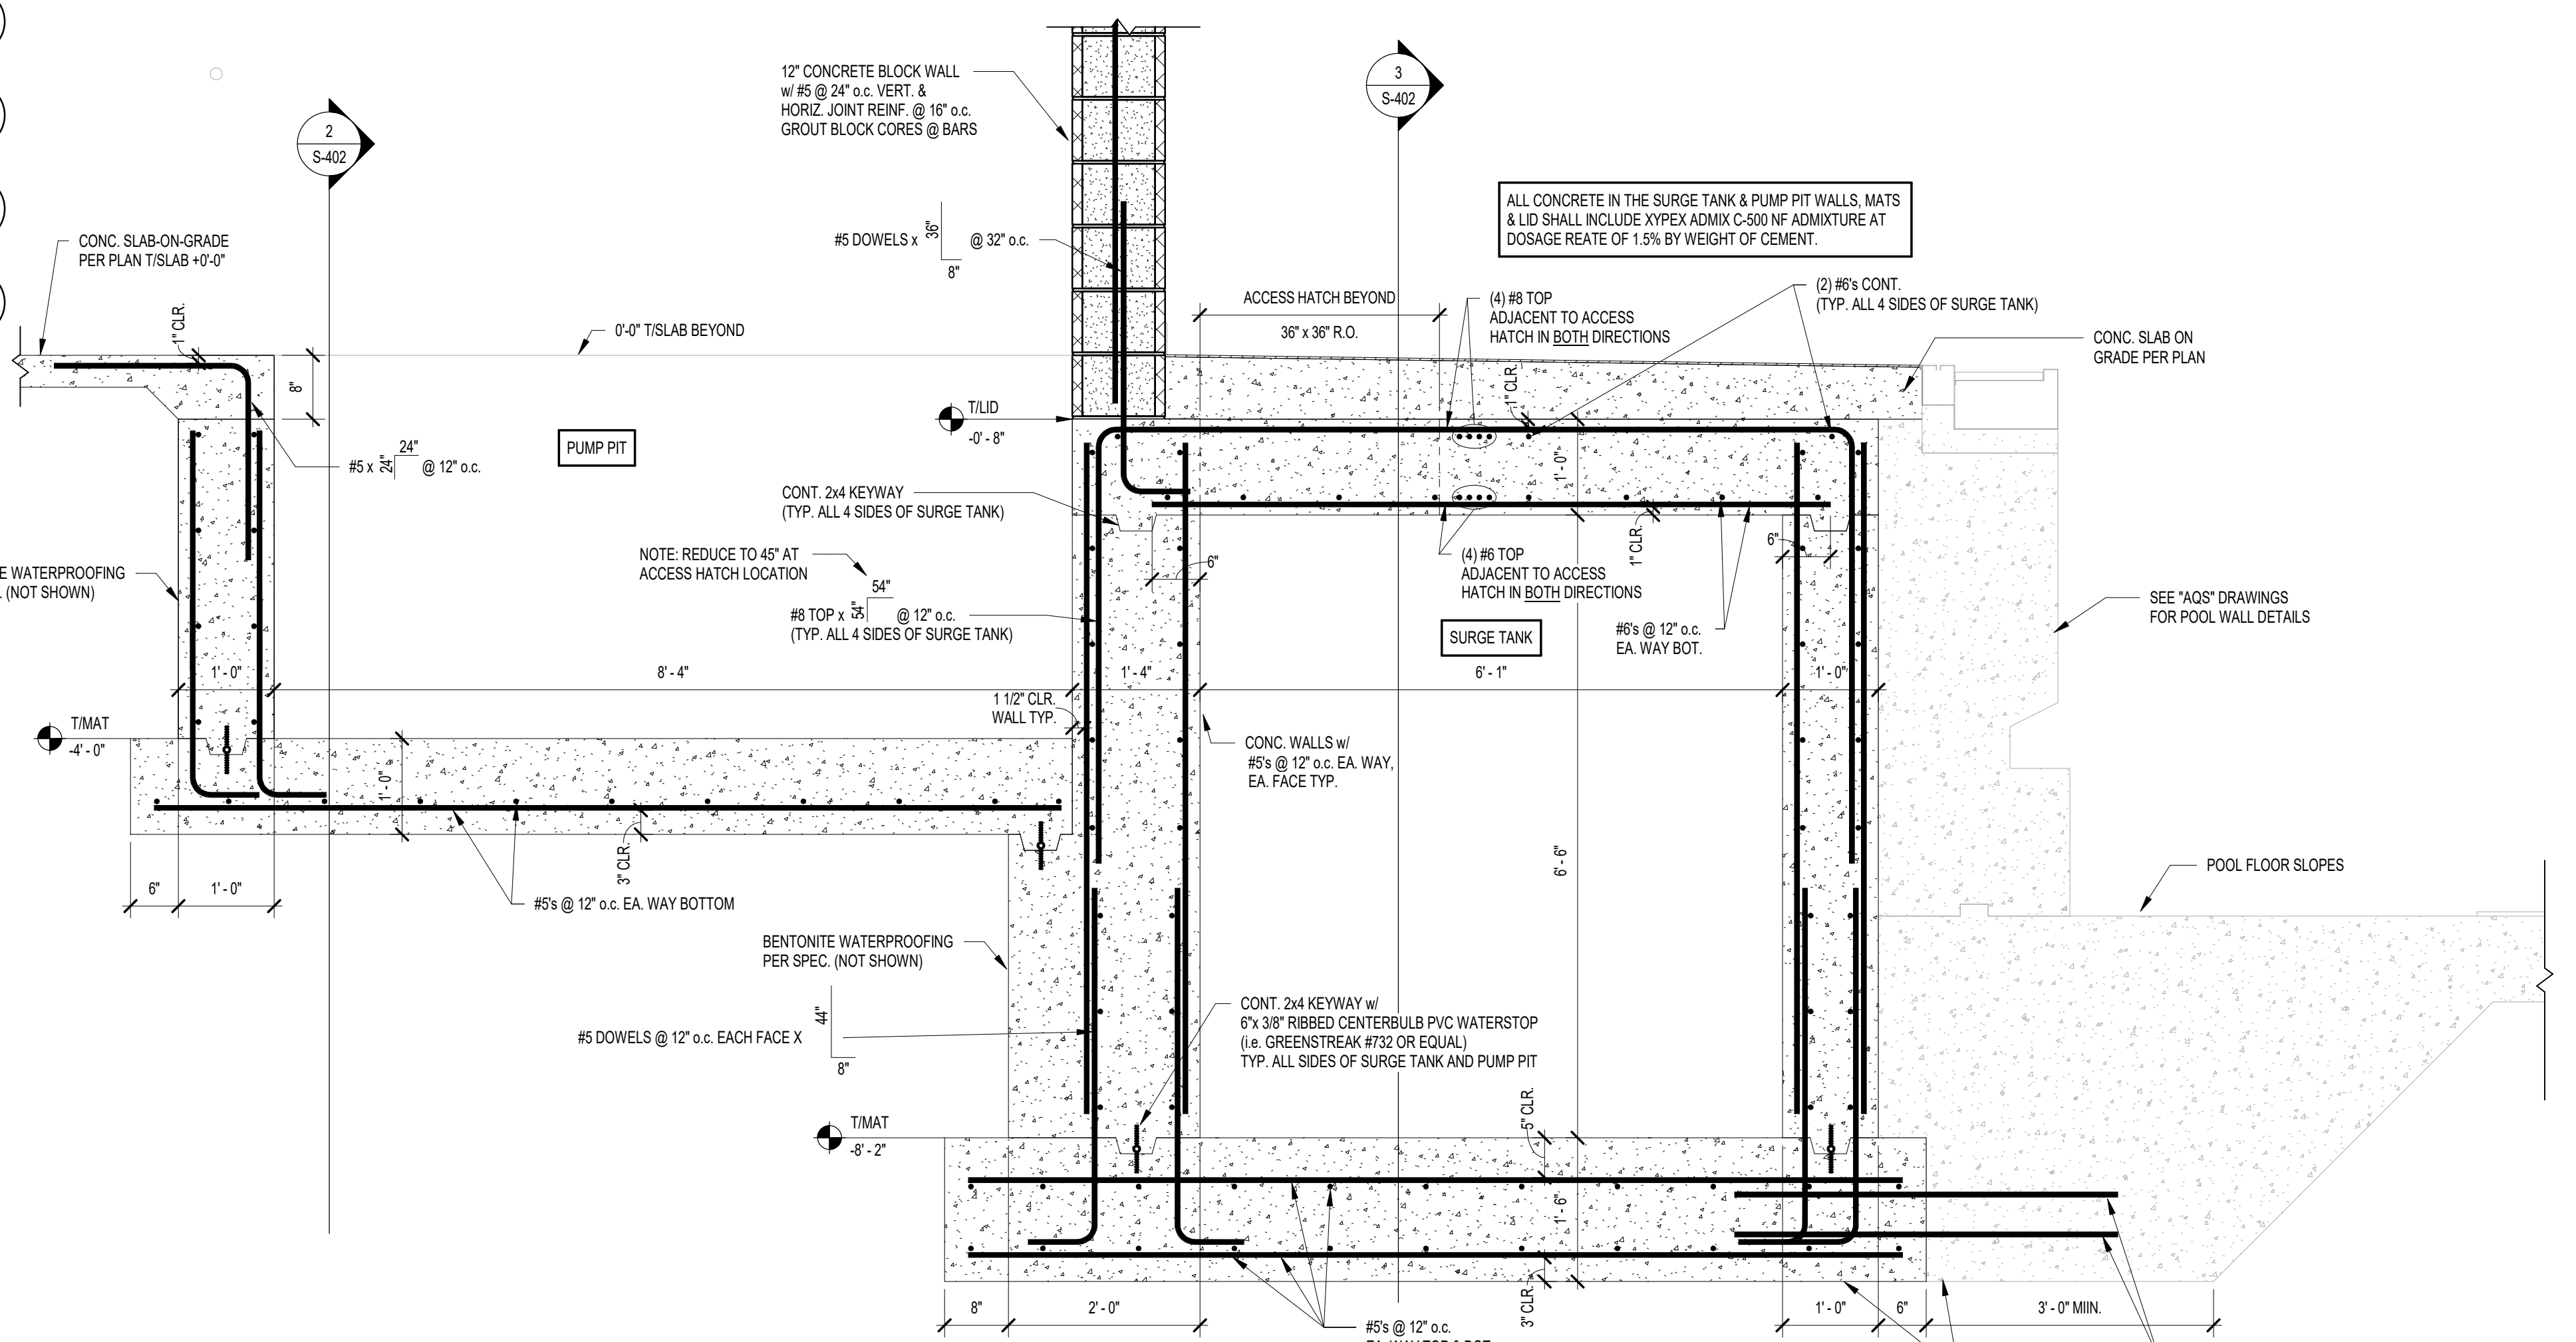 12" CONCRETE BLOCK WALL
w/ #5 @ 24" o.c. VERT. &
HORIZ. JOINT REINF. @ 16" o.c.
GROUT BLOCK CORES @ BARS
2
S-402
3
S-402
ALL CONCRETE IN THE SURGE TANK & PUMP PIT WALLS, MATS
& LID SHALL INCLUDE XYPEX ADMIX C-500 NF ADMIXTURE AT
DOSAGE REATE OF 1.5% BY WEIGHT OF CEMENT.
CONC. SLAB-ON-GRADE
PER PLAN T/SLAB +0'-0"
#5 DOWELS x
36"
8"
@ 32" o.c.
ACCESS HATCH BEYOND
36" x 36" R.O.
(4) #8 TOP
ADJACENT TO ACCESS
HATCH IN BOTH DIRECTIONS
(2) #6's CONT.
(TYP. ALL 4 SIDES OF SURGE TANK)
CONC. SLAB ON
GRADE PER PLAN
1" CLR.
0'-0" T/SLAB BEYOND
8"
1" CLR.
T/LID
-0' - 8"
PUMP PIT
#5 x
24"
24"
@ 12" o.c.
1' - 0"
CONT. 2x4 KEYWAY
(TYP. ALL 4 SIDES OF SURGE TANK)
NOTE: REDUCE TO 45" AT
ACCESS HATCH LOCATION
6"
1" CLR.
6"
(4) #6 TOP
ADJACENT TO ACCESS
HATCH IN BOTH DIRECTIONS
E WATERPROOFING
. (NOT SHOWN)
#8 TOP x
54"
54"
@ 12" o.c.
(TYP. ALL 4 SIDES OF SURGE TANK)
SURGE TANK
#6's @ 12" o.c.
EA. WAY BOT.
SEE "AQS" DRAWINGS
FOR POOL WALL DETAILS
1' - 0"
8' - 4"
1' - 4"
6' - 1"
1' - 0"
1 1/2" CLR.
WALL TYP.
T/MAT
-4' - 0"
CONC. WALLS w/
#5's @ 12" o.c. EA. WAY,
EA. FACE TYP.
1' - 0"
3" CLR.
6"
1' - 0"
#5's @ 12" o.c. EA. WAY BOTTOM
6' - 6"
POOL FLOOR SLOPES
BENTONITE WATERPROOFING
PER SPEC. (NOT SHOWN)
#5 DOWELS @ 12" o.c. EACH FACE X
44"
8"
CONT. 2x4 KEYWAY w/
6"x 3/8" RIBBED CENTERBULB PVC WATERSTOP
(i.e. GREENSTREAK #732 OR EQUAL)
TYP. ALL SIDES OF SURGE TANK AND PUMP PIT
T/MAT
-8' - 2"
5" CLR.
1' - 6"
3" CLR.
8"
2' - 0"
1' - 0"
6"
3' - 0" MIIN.
#5's @ 12" o.c.